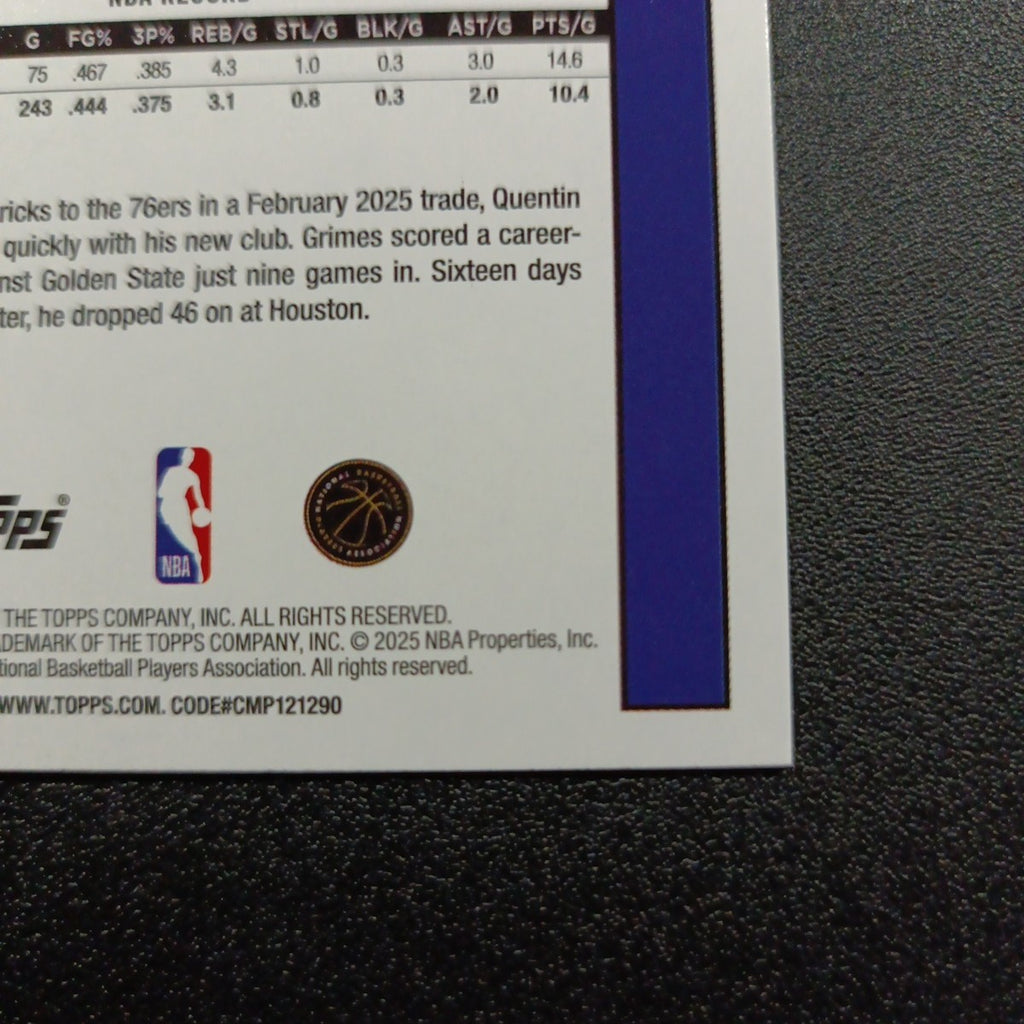 NBA RECORD
G FG% 3P% REB/G STL/G BLK/G AST/G PTS/G
75 .467 .385 4.3 1.0 0.3 3.0 14.6
243 .444 .375 3.1 0.8 0.3 2.0 10.4
ricks to the 76ers in a February 2025 trade, Quentin
quickly with his new club. Grimes scored a career-
nst Golden State just nine games in. Sixteen days
ter, he dropped 46 on at Houston.
PPS®
NBA
NATIONAL BASKETBALL
THE TOPPS COMPANY, INC. ALL RIGHTS RESERVED.
DEMARK OF THE TOPPS COMPANY, INC. © 2025 NBA Properties, Inc.
tional Basketball Players Association. All rights reserved.
WWW.TOPPS.COM. CODE#CMP121290